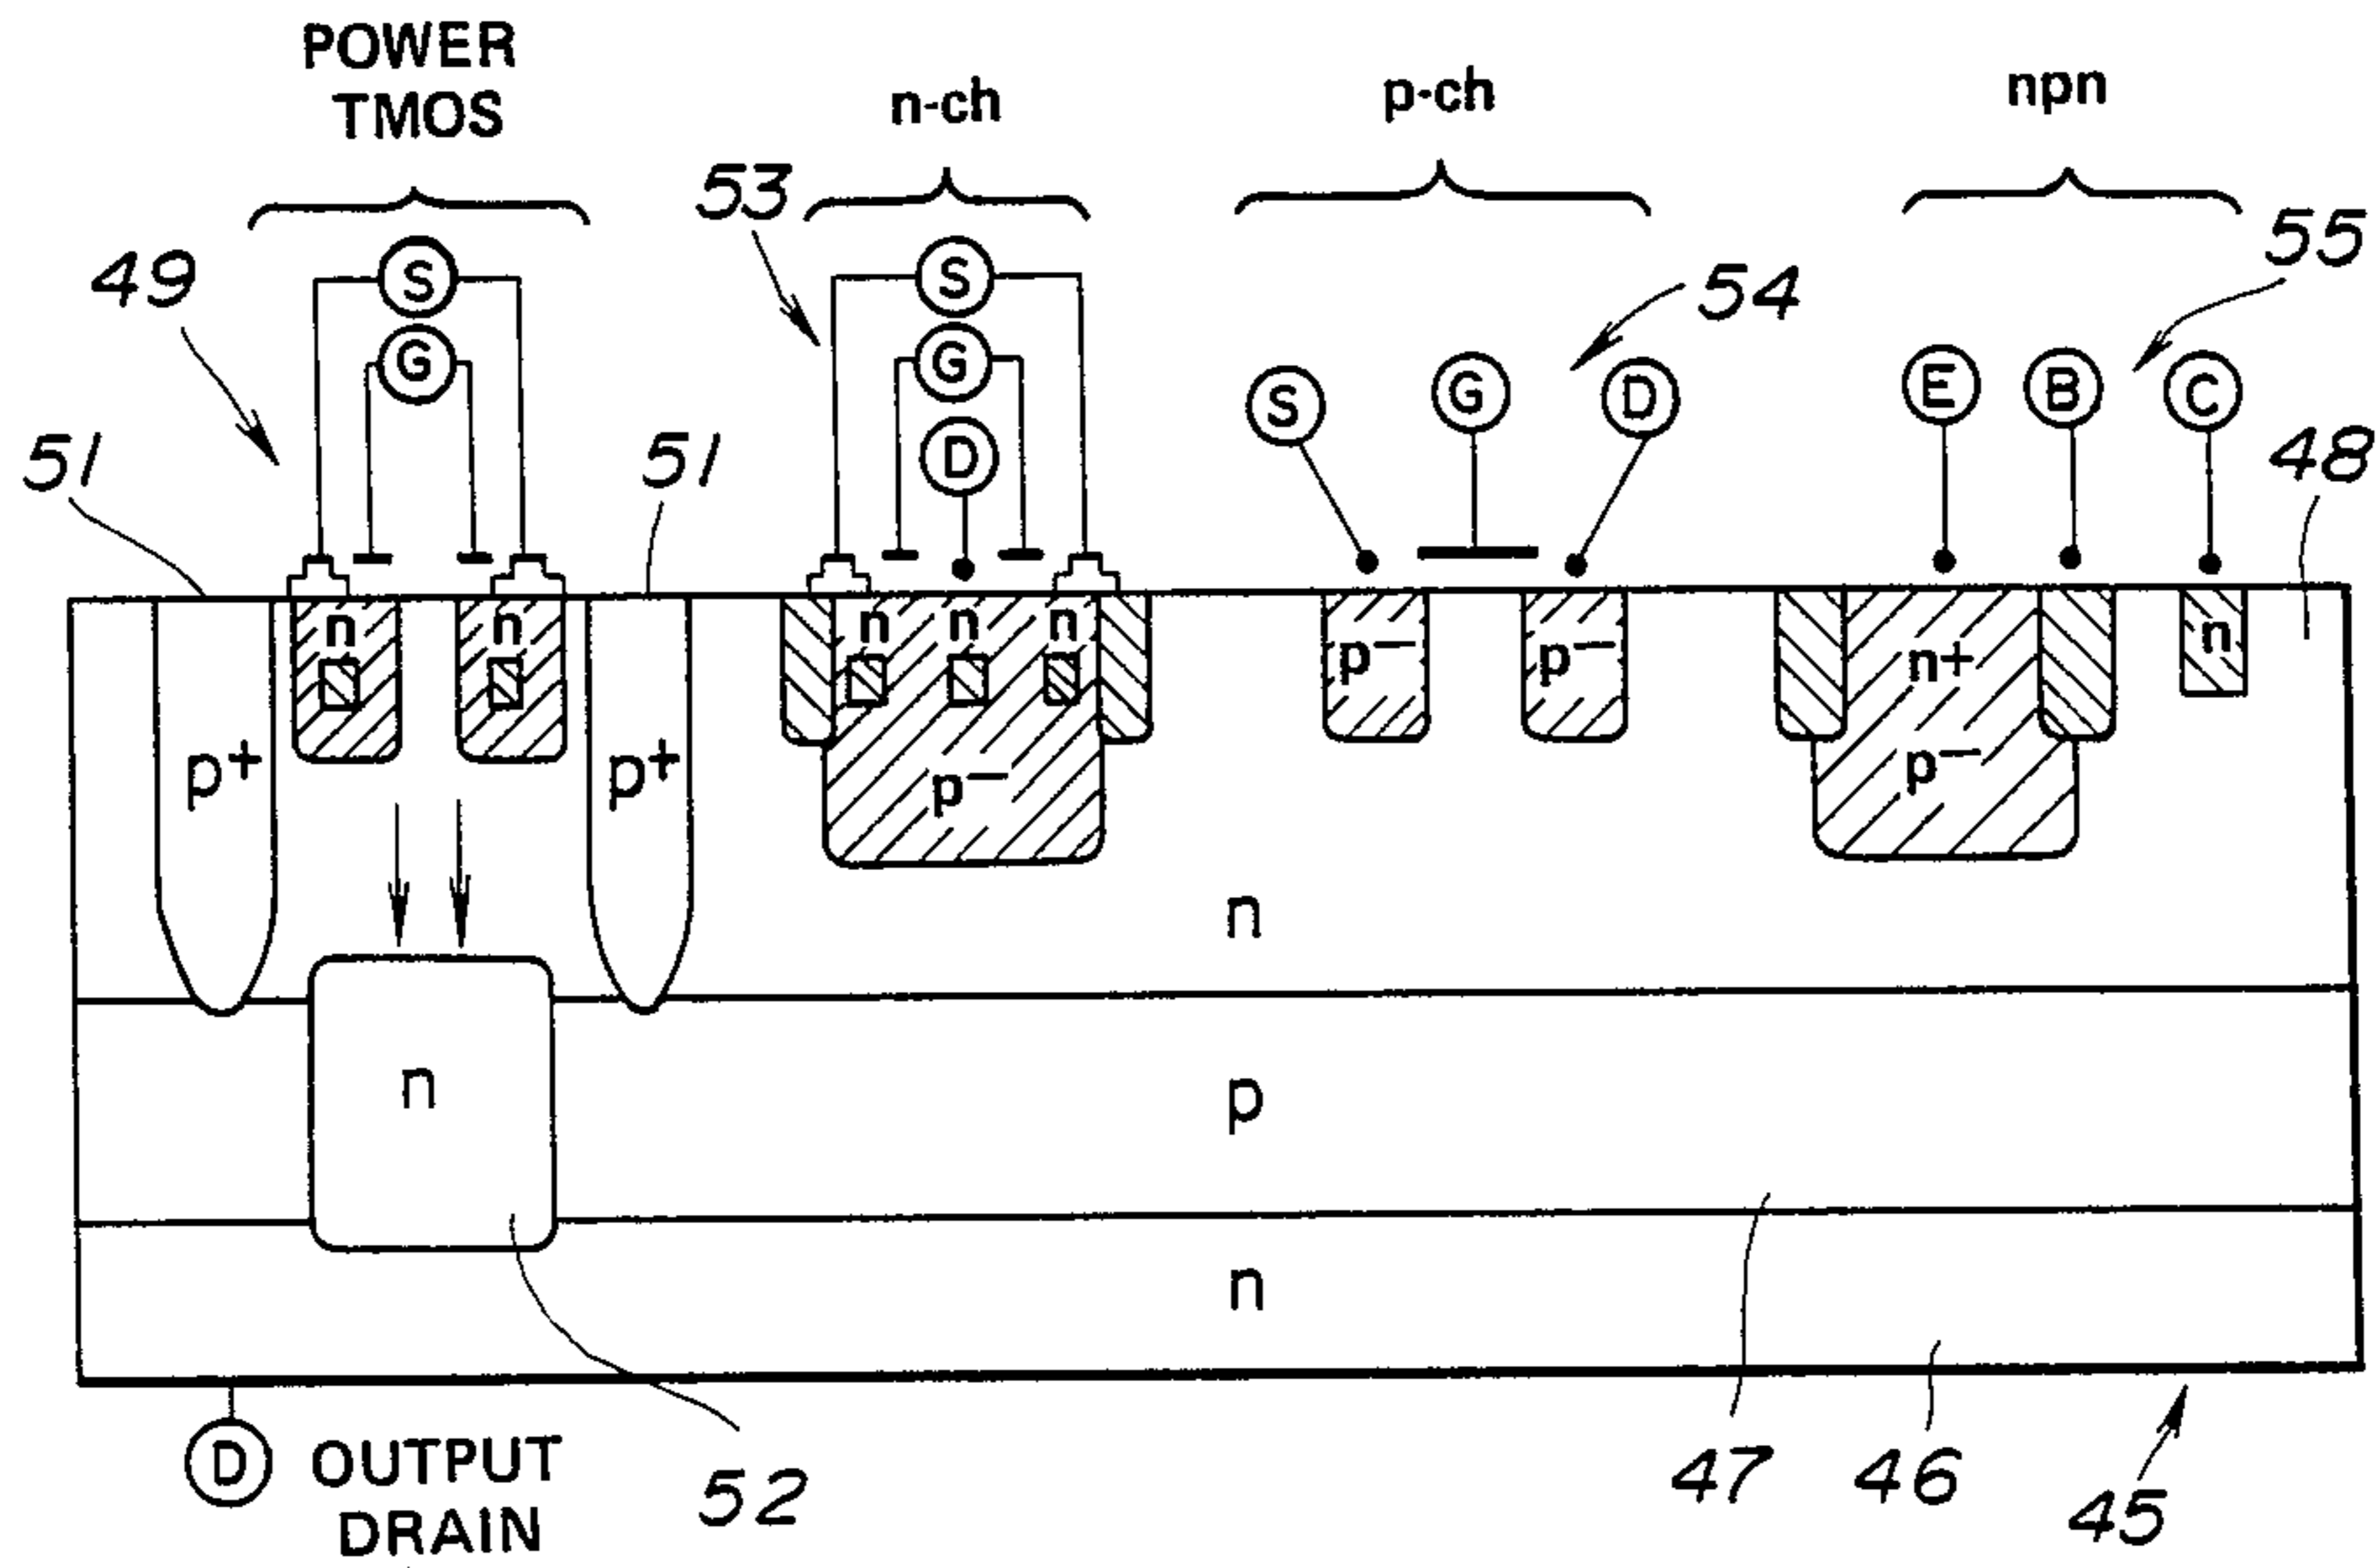 POWER
TMOS
n-ch
p-ch
npn
49
53
54
55
S
S
G
G
D
S
G
D
E
B
C
51
51
48
n
n
n
n
n
p−
p−
n+
n
p+
p+
p−
p−
n
n
p
n
D
OUTPUT
DRAIN
52
47
46
45